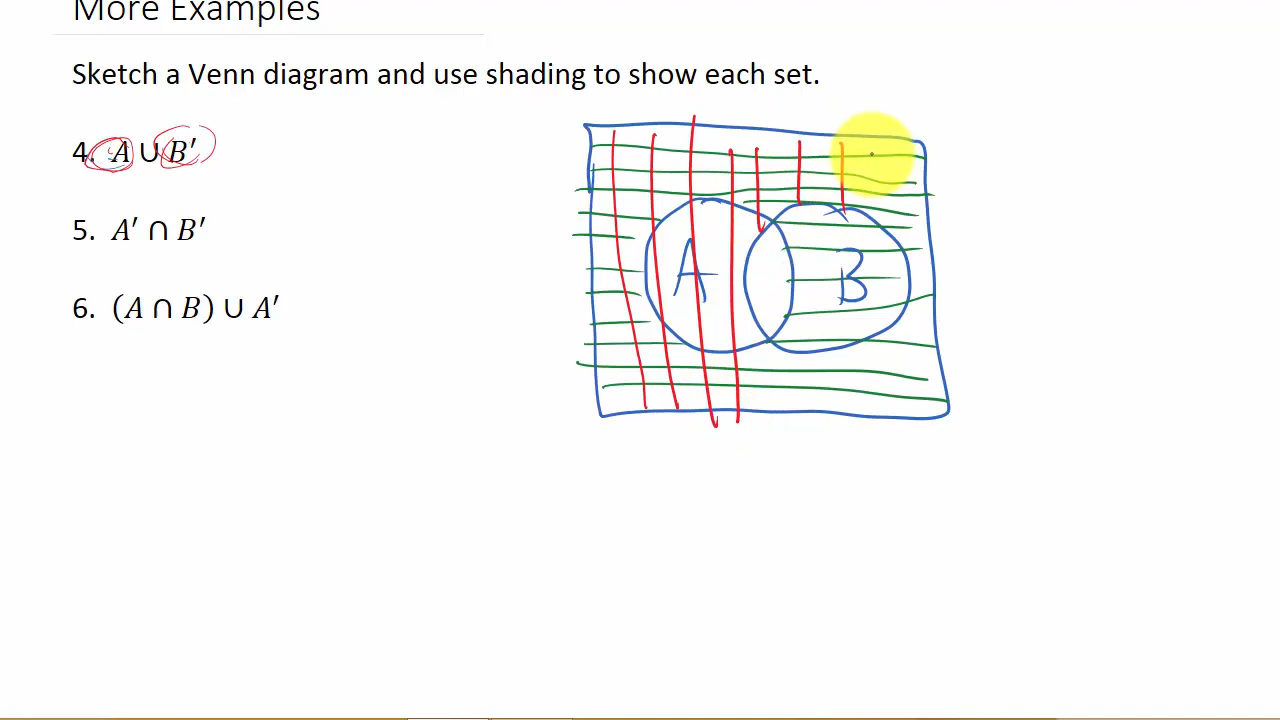 More Examples
Sketch a Venn diagram and use shading to show each set.
4. A ∪ B′
5. A′ ∩ B′
6. (A ∩ B) ∪ A′
A B